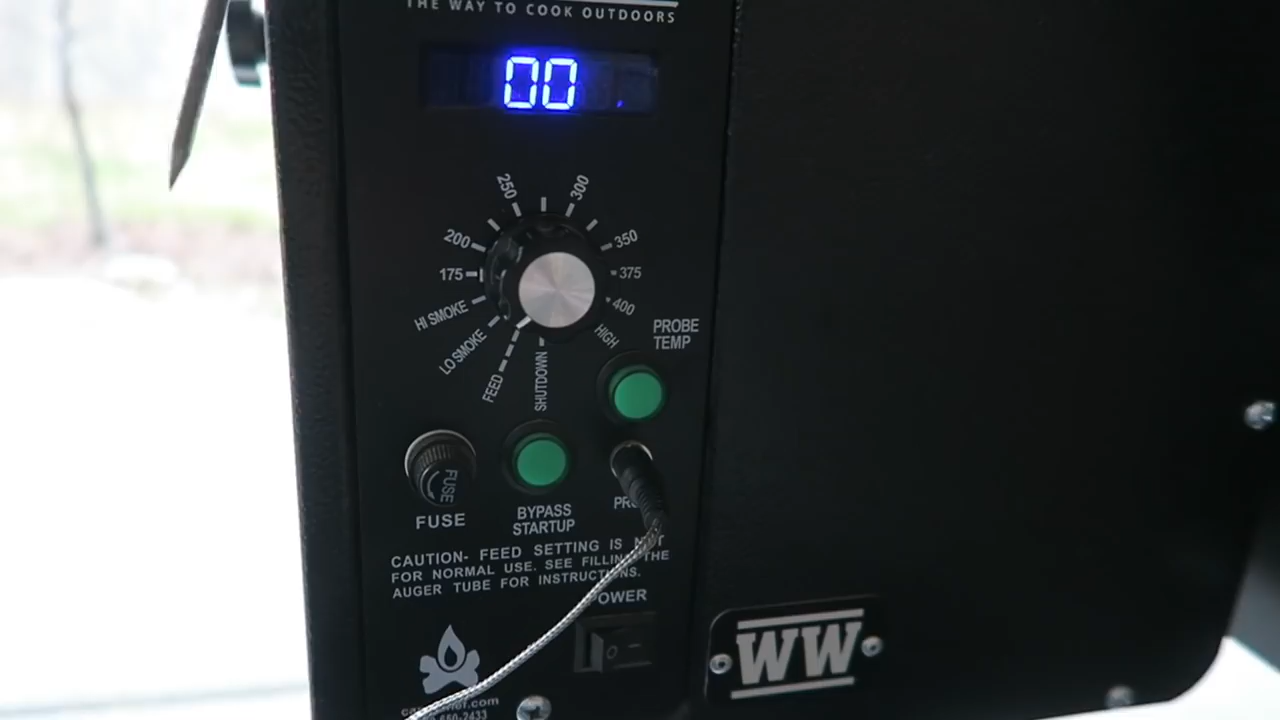 THE WAY TO COOK OUTDOORS
00
250
300
200
350
175
375
HI SMOKE
400
LO SMOKE
HIGH
FEED
SHUTDOWN
PROBE
TEMP
FUSE
FUSE
BYPASS
STARTUP
CAUTION- FEED SETTING IS NOT
FOR NORMAL USE. SEE FILLING THE
AUGER TUBE FOR INSTRUCTIONS.
POWER
WW